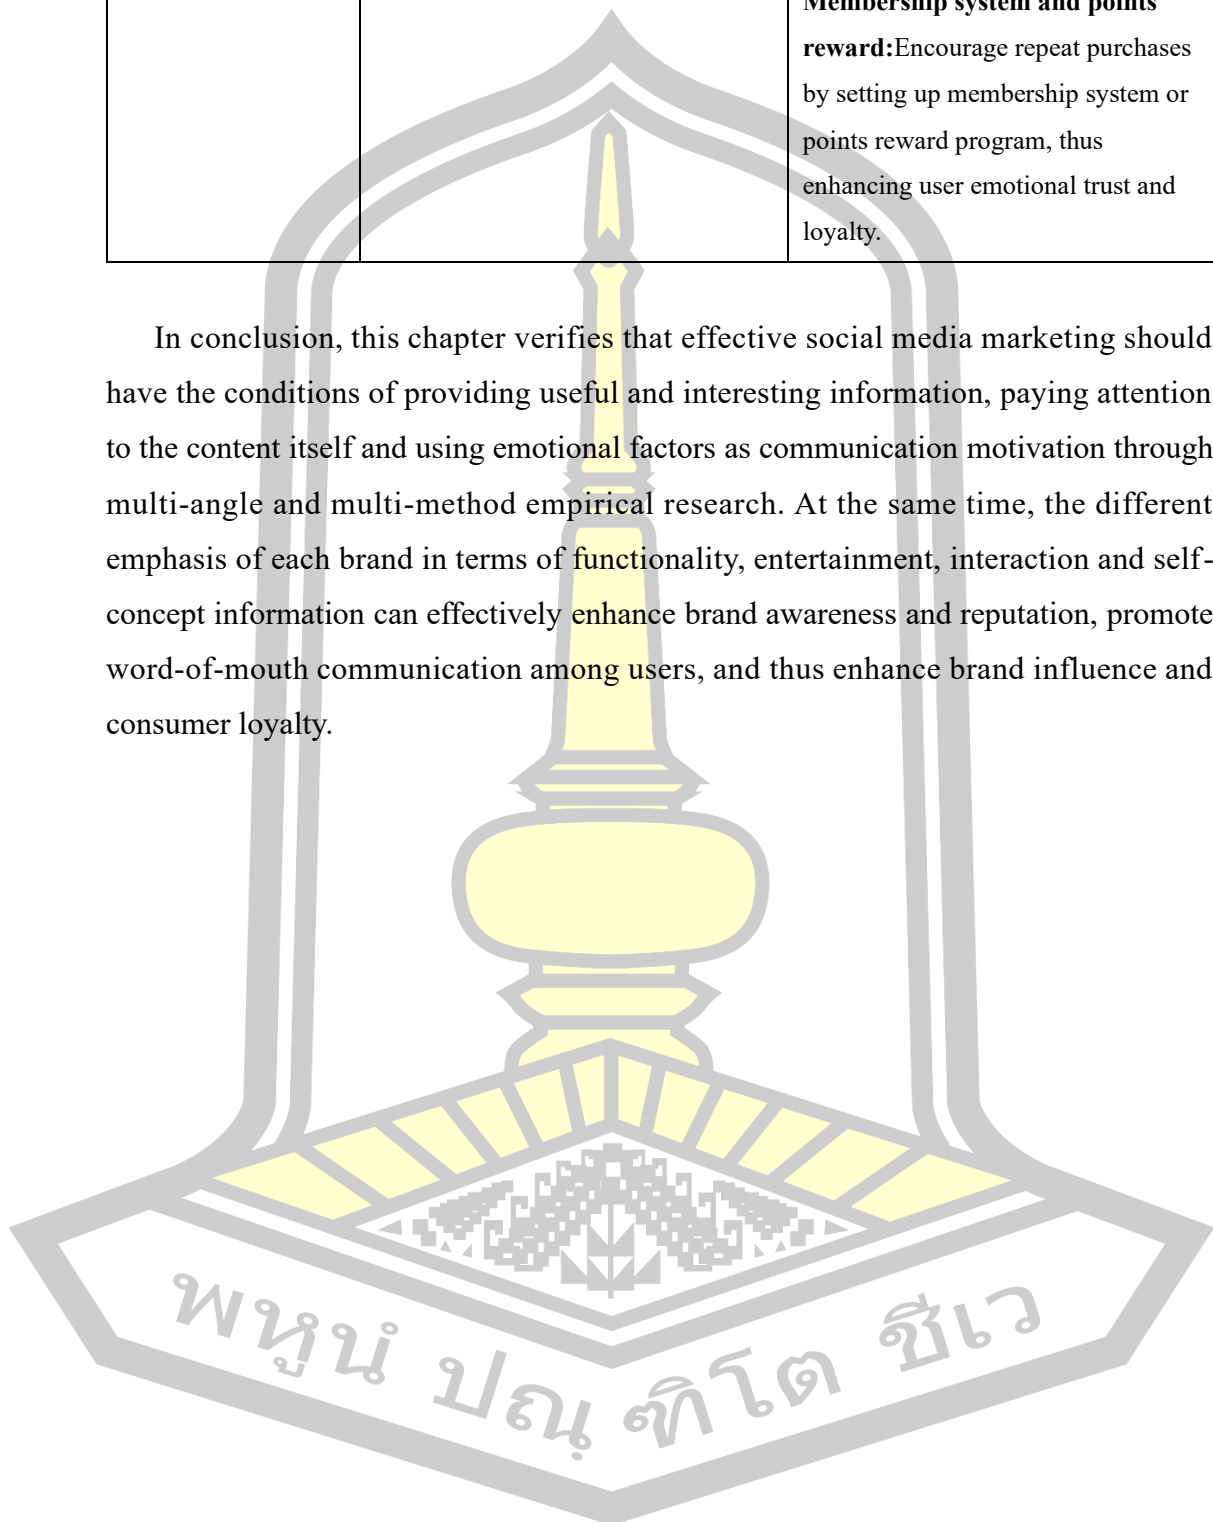 Membership system and points
reward:Encourage repeat purchases
by setting up membership system or
points reward program, thus
enhancing user emotional trust and
loyalty.
In conclusion, this chapter verifies that effective social media marketing should
have the conditions of providing useful and interesting information, paying attention
to the content itself and using emotional factors as communication motivation through
multi-angle and multi-method empirical research. At the same time, the different
emphasis of each brand in terms of functionality, entertainment, interaction and self-
concept information can effectively enhance brand awareness and reputation, promote
word-of-mouth communication among users, and thus enhance brand influence and
consumer loyalty.
พหูนํ ปณฺ ฑิโต ชีเว